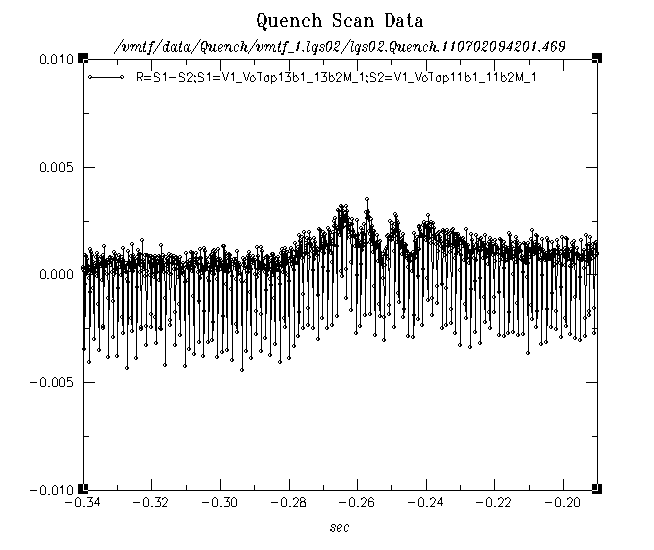 Quench Scan Data
/vmtf/data/Quench/vmtf_1.lqs02/lqs02.Quench.110702094201.469
R=S1-S2;S1=V1_VoTap13b1_13b2M_1;S2=V1_VoTap11b1_11b2M_1
0.010
0.005
0.000
-0.005
-0.010
-0.34 -0.32 -0.30 -0.28 -0.26 -0.24 -0.22 -0.20
sec